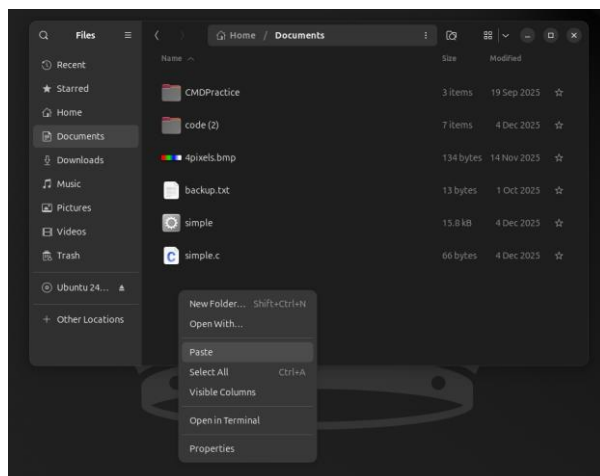 Files
Home / Documents
Name
Size
Modified
Recent
Starred
Home
Documents
Downloads
Music
Pictures
Videos
Trash
Ubuntu 24...
Other Locations
CMDPractice 3 items 19 Sep 2025
code (2) 7 items 4 Dec 2025
4pixels.bmp 134 bytes 14 Nov 2025
backup.txt 13 bytes 1 Oct 2025
simple 15.8 kB 4 Dec 2025
simple.c 66 bytes 4 Dec 2025
New Folder... Shift+Ctrl+N
Open With...
Paste
Select All Ctrl+A
Visible Columns
Open in Terminal
Properties